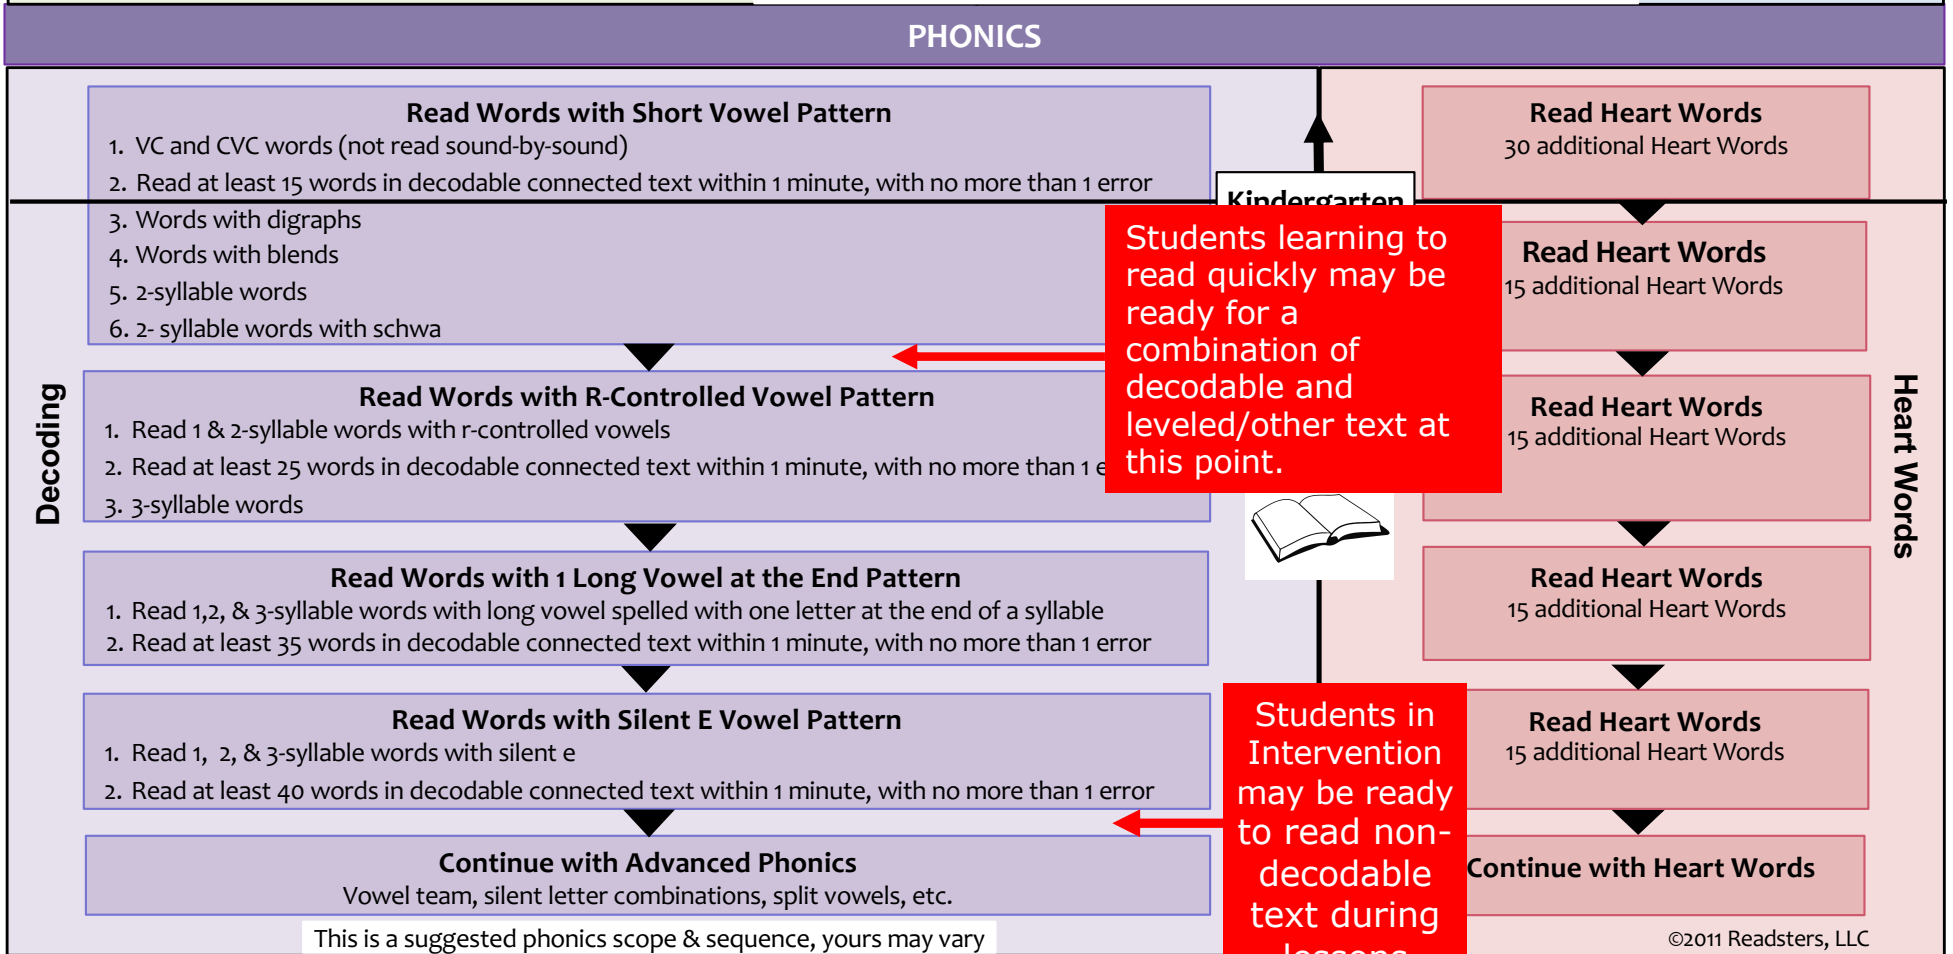 PHONICS
Read Words with Short Vowel Pattern
1. VC and CVC words (not read sound-by-sound)
2. Read at least 15 words in decodable connected text within 1 minute, with no more than 1 error
3. Words with digraphs
4. Words with blends
5. 2-syllable words
6. 2- syllable words with schwa
Decoding
Read Words with R-Controlled Vowel Pattern
1. Read 1 & 2-syllable words with r-controlled vowels
2. Read at least 25 words in decodable connected text within 1 minute, with no more than 1 e
3. 3-syllable words
Read Words with 1 Long Vowel at the End Pattern
1. Read 1,2, & 3-syllable words with long vowel spelled with one letter at the end of a syllable
2. Read at least 35 words in decodable connected text within 1 minute, with no more than 1 error
Read Words with Silent E Vowel Pattern
1. Read 1, 2, & 3-syllable words with silent e
2. Read at least 40 words in decodable connected text within 1 minute, with no more than 1 error
Continue with Advanced Phonics
Vowel team, silent letter combinations, split vowels, etc.
This is a suggested phonics scope & sequence, yours may vary
Kindergarten
Students learning to
read quickly may be
ready for a
combination of
decodable and
leveled/other text at
this point.
Students in
Intervention
may be ready
to read non-
decodable
text during
lessons
Read Heart Words
30 additional Heart Words
Read Heart Words
15 additional Heart Words
Read Heart Words
15 additional Heart Words
Read Heart Words
15 additional Heart Words
Read Heart Words
15 additional Heart Words
Continue with Heart Words
Heart Words
©2011 Readsters, LLC